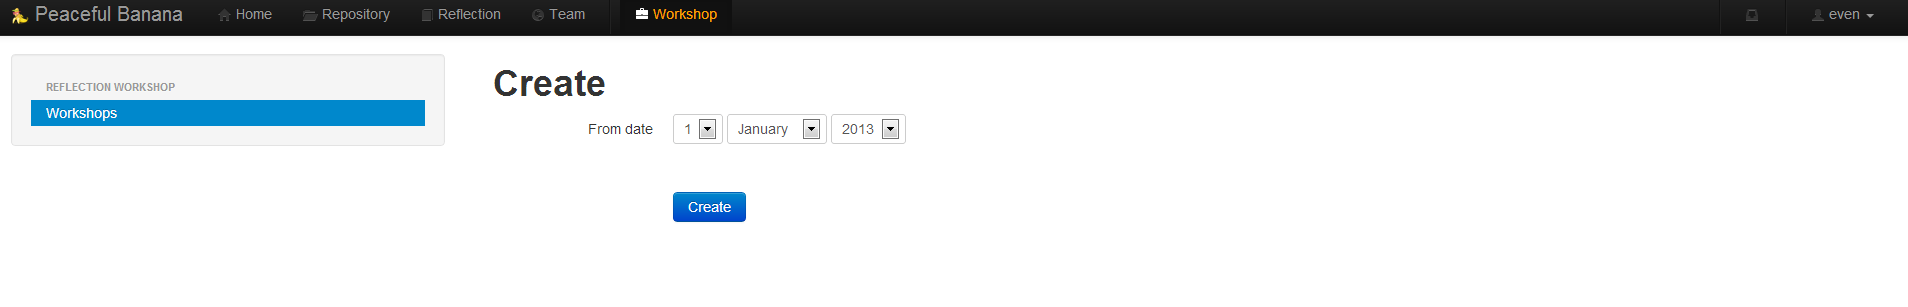 Peaceful Banana Home Repository Reflection Team Workshop even
REFLECTION WORKSHOP
Workshops
Create
From date 1 January 2013
Create